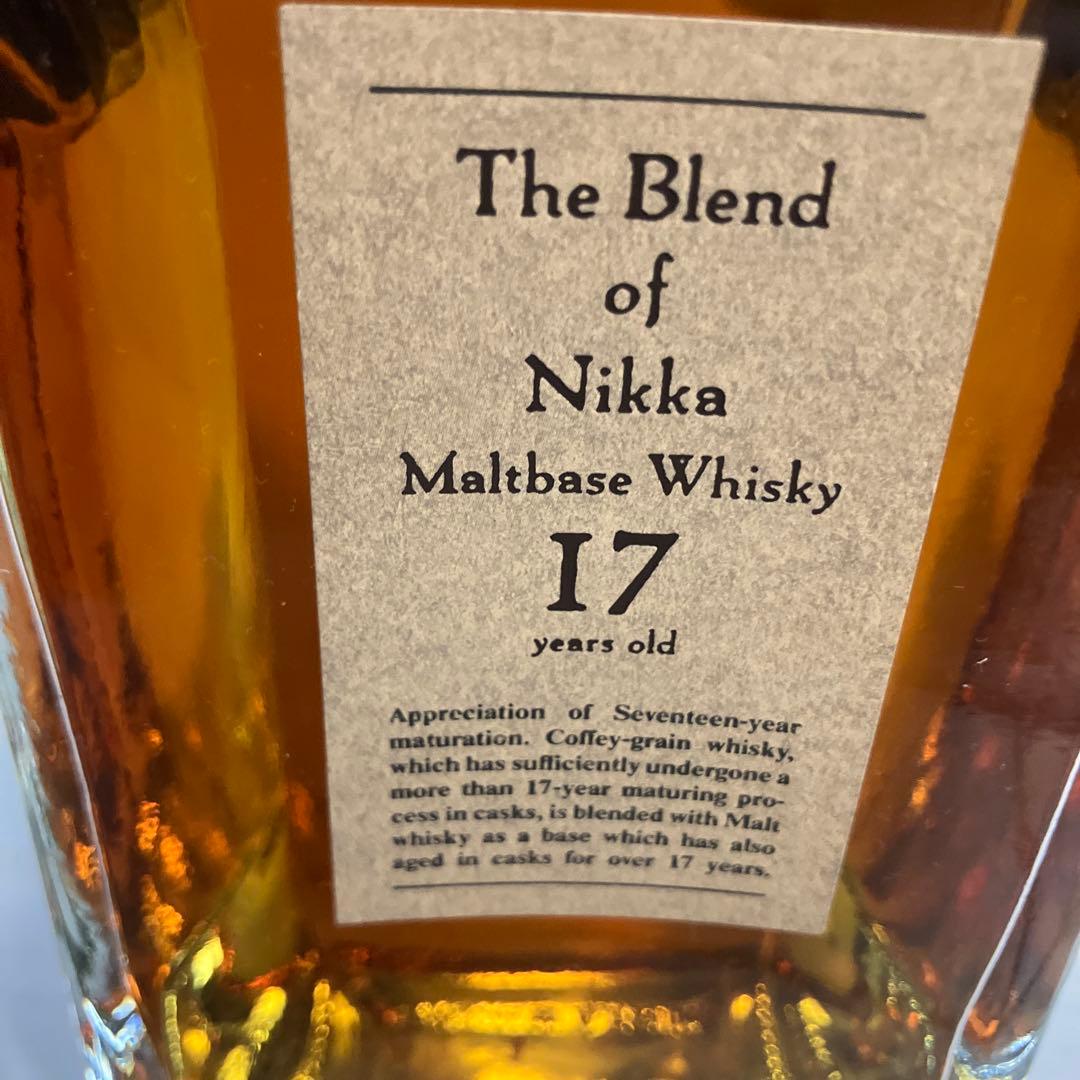 The Blend
of
Nikka
Maltbase Whisky
17
years old
Appreciation of Seventeen-year
maturation. Coffey-grain whisky,
which has sufficiently undergone a
more than 17-year maturing pro-
cess in casks, is blended with Malt
whisky as a base which has also
aged in casks for over 17 years.